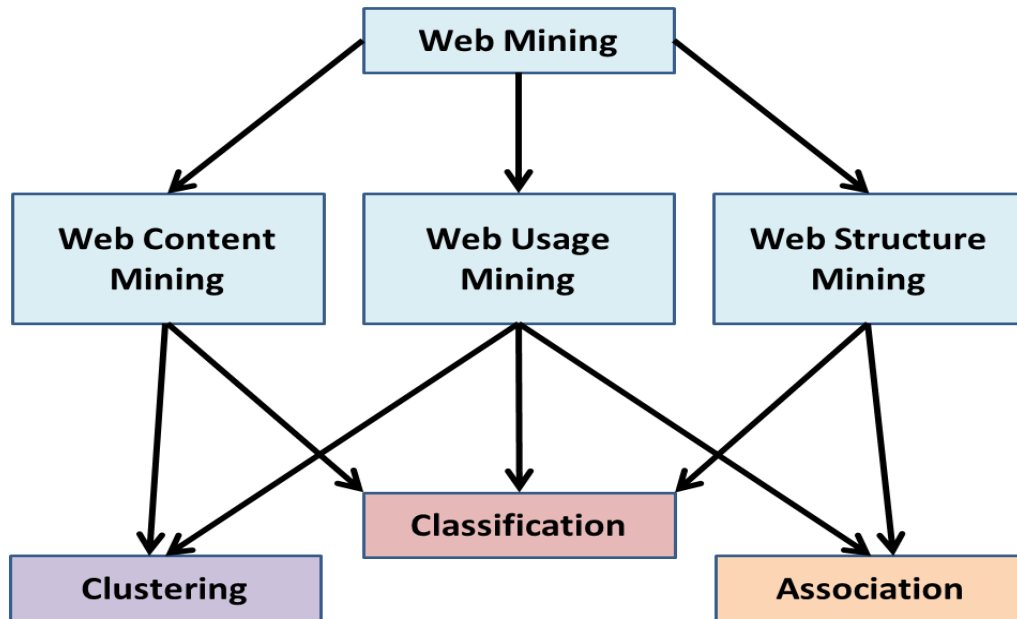 Web Mining
Web Content
Mining
Web Usage
Mining
Web Structure
Mining
Classification
Clustering
Association